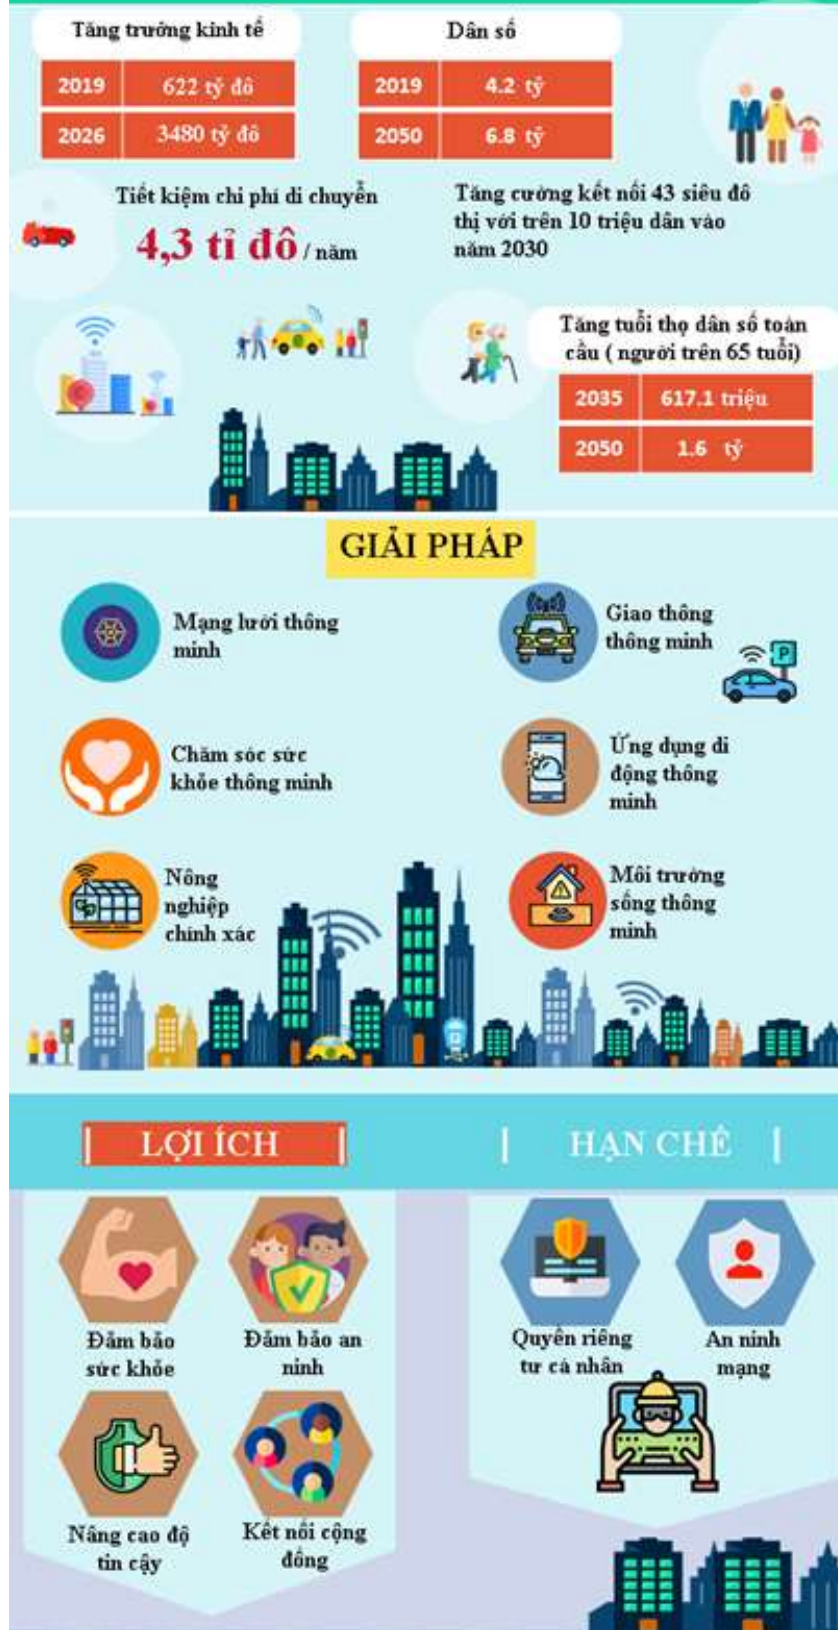 Tăng trưởng kinh tế
2019 622 tỷ đô
2026 3480 tỷ đô
Dân số
2019 4.2 tỷ
2050 6.8 tỷ
Tiết kiệm chi phí di chuyển
4,3 tỉ đô / năm
Tăng cường kết nối 43 siêu đô
thị với trên 10 triệu dân vào
năm 2030
Tăng tuổi thọ dân số toàn
cầu ( người trên 65 tuổi)
2035 617.1 triệu
2050 1.6 tỷ
GIẢI PHÁP
Mạng lưới thông
minh
Giao thông
thông minh
P
Chăm sóc sức
khỏe thông minh
Ứng dụng di
động thông
minh
Nông
nghiệp
chính xác
Môi trường
sống thông
minh
LỢI ÍCH
HẠN CHẾ
Đảm bảo
sức khỏe
Đảm bảo an
ninh
Quyền riêng
tư cá nhân
An ninh
mạng
Nâng cao độ
tin cậy
Kết nối cộng
đồng